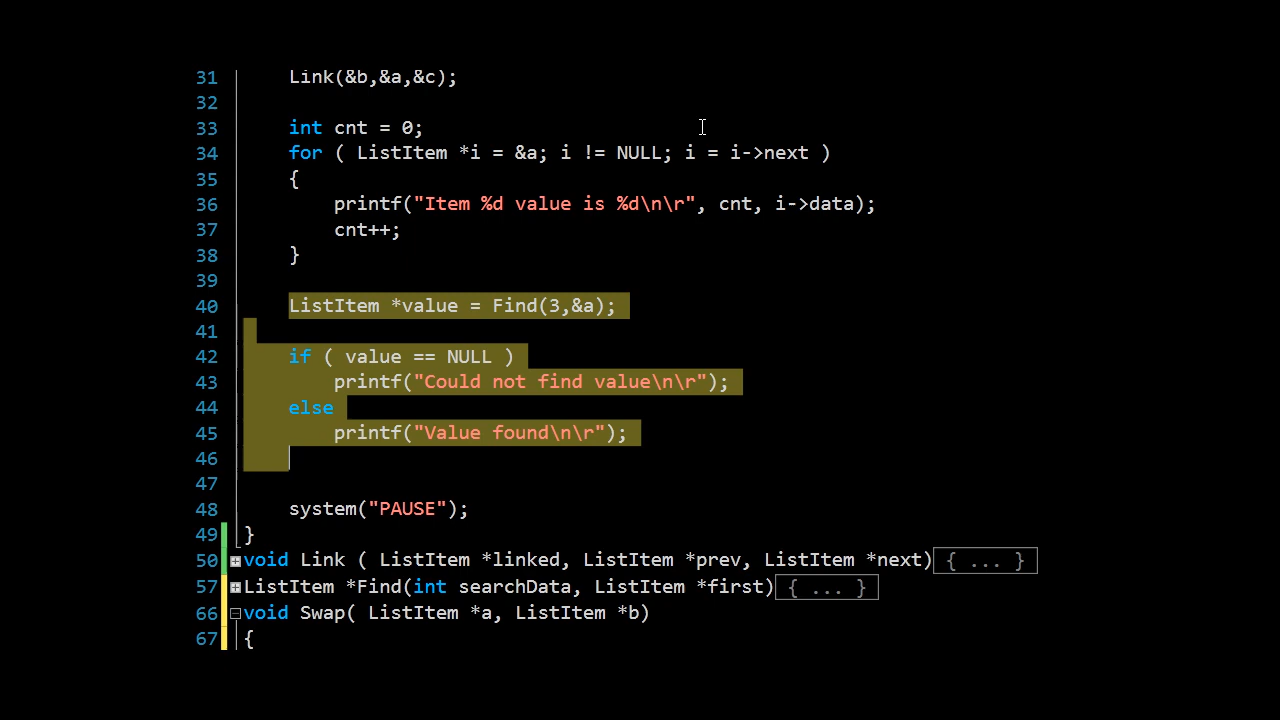 31 Link(&b,&a,&c);
32
33 int cnt = 0;
34 for ( ListItem *i = &a; i != NULL; i = i->next )
35 {
36 printf("Item %d value is %d\n\r", cnt, i->data);
37 cnt++;
38 }
39
40 ListItem *value = Find(3,&a);
41
42 if ( value == NULL )
43 printf("Could not find value\n\r");
44 else
45 printf("Value found\n\r");
46
47
48 system("PAUSE");
49 }
50 void Link ( ListItem *linked, ListItem *prev, ListItem *next){ ... }
57 ListItem *Find(int searchData, ListItem *first){ ... }
66 void Swap( ListItem *a, ListItem *b)
67 {